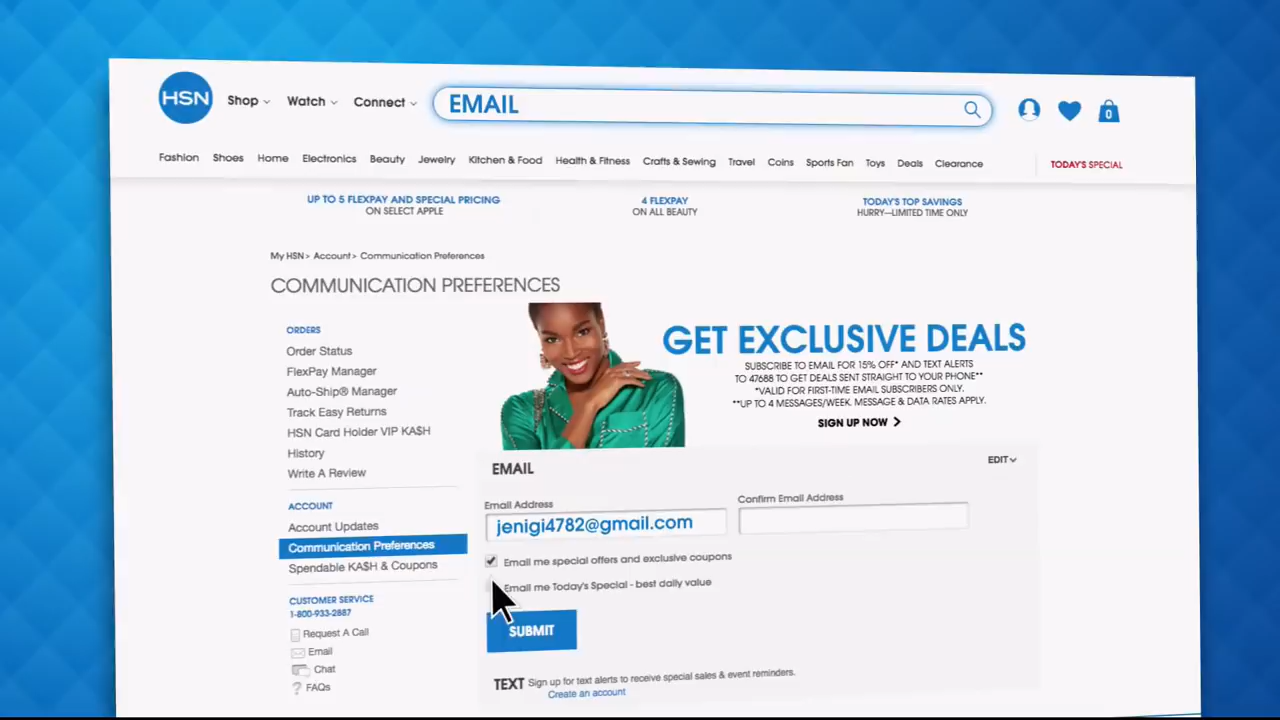 HSN
Shop
Watch
Connect
EMAIL
0
Fashion
Shoes
Home
Electronics
Beauty
Jewelry
Kitchen & Food
Health & Fitness
Crafts & Sewing
Travel
Coins
Sports Fan
Toys
Deals
Clearance
TODAY'S SPECIAL
UP TO 5 FLEXPAY AND SPECIAL PRICING
ON SELECT APPLE
4 FLEXPAY
ON ALL BEAUTY
TODAY'S TOP SAVINGS
HURRY—LIMITED TIME ONLY
My HSN> Account> Communication Preferences
COMMUNICATION PREFERENCES
ORDERS
Order Status
FlexPay Manager
Auto-Ship® Manager
Track Easy Returns
HSN Card Holder VIP KA$H
History
Write A Review
ACCOUNT
Account Updates
Communication Preferences
Spendable KA$H & Coupons
CUSTOMER SERVICE
1-800-933-2887
Request A Call
Email
Chat
? FAQs
GET EXCLUSIVE DEALS
SUBSCRIBE TO EMAIL FOR 15% OFF* AND TEXT ALERTS
TO 47688 TO GET DEALS SENT STRAIGHT TO YOUR PHONE**
*VALID FOR FIRST-TIME EMAIL SUBSCRIBERS ONLY.
**UP TO 4 MESSAGES/WEEK. MESSAGE & DATA RATES APPLY.
SIGN UP NOW >
EMAIL
EDIT
Email Address
Confirm Email Address
jenigi4782@gmail.com
Email me special offers and exclusive coupons
Email me Today's Special - best daily value
SUBMIT
TEXT Sign up for text alerts to receive special sales & event reminders.
Create an account